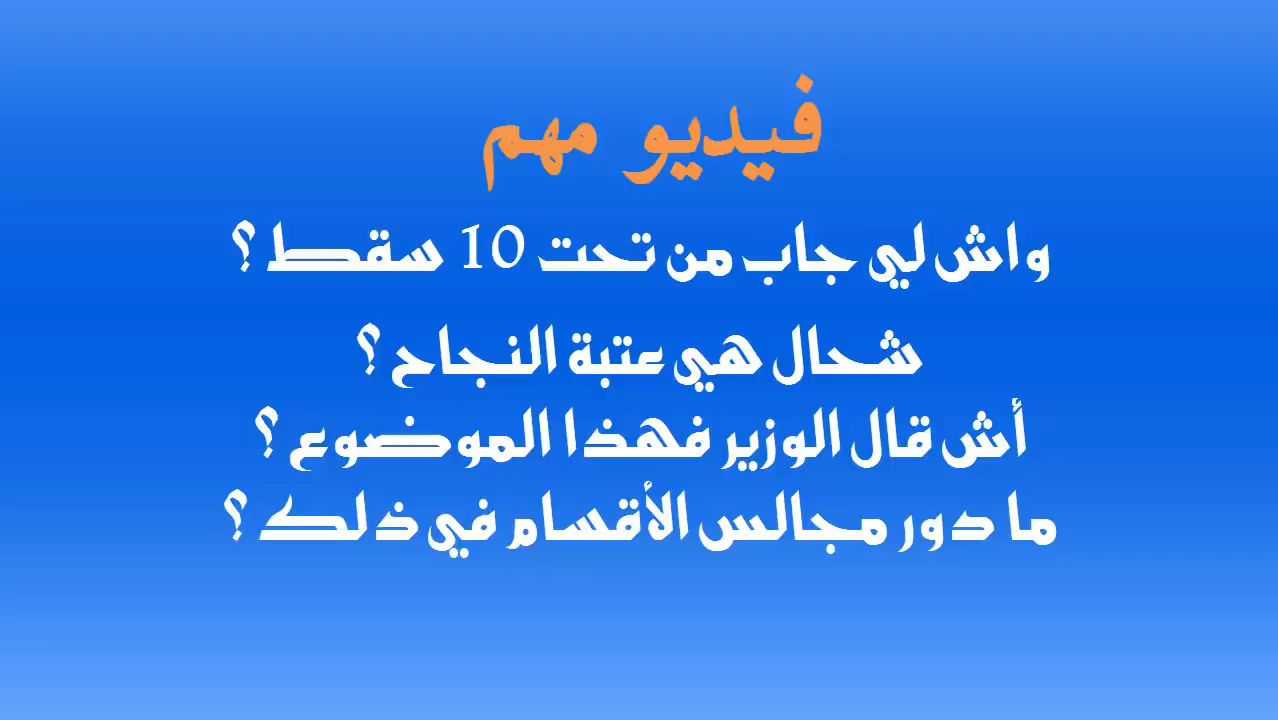 فيديو مهم
واش لي جاب من تحت 10 سقط ؟
شحال هي عتبة النجاح ؟
أش قال الوزير فهذا الموضوع ؟
ما دور مجالس الأقسام في ذلك ؟